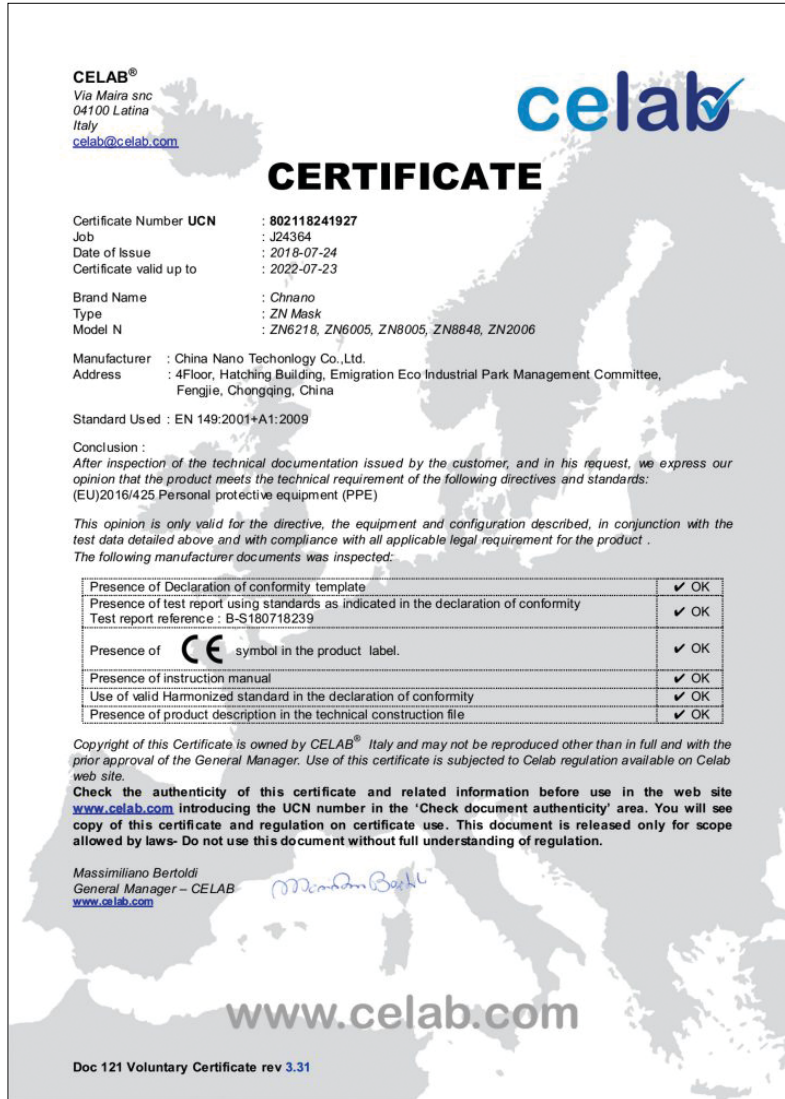 CELAB®
Via Maira snc
04100 Latina
Italy
celab@celab.com
celab
CERTIFICATE
Certificate Number UCN : 802118241927
Job : J24364
Date of Issue : 2018-07-24
Certificate valid up to : 2022-07-23
Brand Name : Chnano
Type : ZN Mask
Model N : ZN6218, ZN6005, ZN8005, ZN8848, ZN2006
Manufacturer : China Nano Techonlogy Co.,Ltd.
Address : 4Floor, Hatching Building, Emigration Eco Industrial Park Management Committee,
Fengjie, Chongqing, China
Standard Used : EN 149:2001+A1:2009
Conclusion :
After inspection of the technical documentation issued by the customer, and in his request, we express our
opinion that the product meets the technical requirement of the following directives and standards:
(EU)2016/425 Personal protective equipment (PPE)
This opinion is only valid for the directive, the equipment and configuration described, in conjunction with the
test data detailed above and with compliance with all applicable legal requirement for the product .
The following manufacturer documents was inspected:
Presence of Declaration of conformity template ✔ OK
Presence of test report using standards as indicated in the declaration of conformity
Test report reference : B-S180718239 ✔ OK
Presence of CE symbol in the product label. ✔ OK
Presence of instruction manual ✔ OK
Use of valid Harmonized standard in the declaration of conformity ✔ OK
Presence of product description in the technical construction file ✔ OK
Copyright of this Certificate is owned by CELAB® Italy and may not be reproduced other than in full and with the
prior approval of the General Manager. Use of this certificate is subjected to Celab regulation available on Celab
web site.
Check the authenticity of this certificate and related information before use in the web site
www.celab.com introducing the UCN number in the ‘Check document authenticity’ area. You will see
copy of this certificate and regulation on certificate use. This document is released only for scope
allowed by laws- Do not use this document without full understanding of regulation.
Massimiliano Bertoldi
General Manager – CELAB
www.celab.com
www.celab.com
Doc 121 Voluntary Certificate rev 3.31